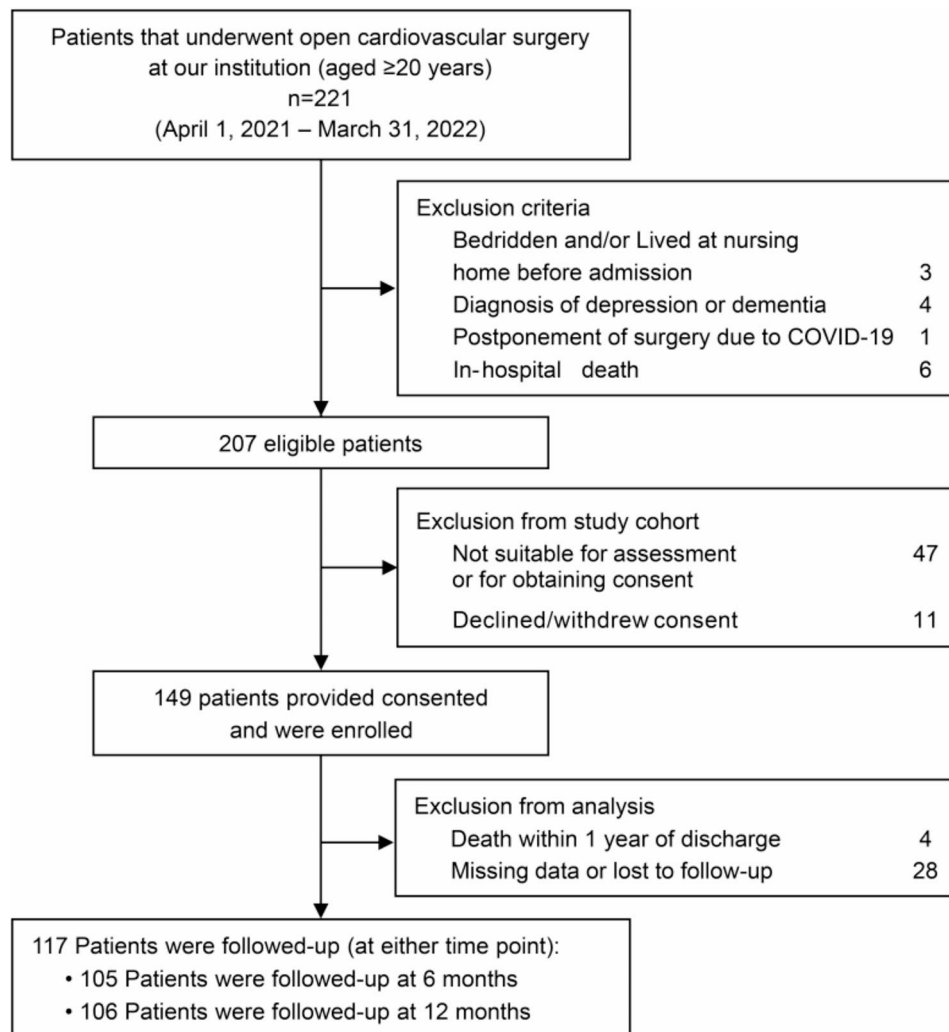 Patients that underwent open cardiovascular surgery
at our institution (aged ≥20 years)
n=221
(April 1, 2021 – March 31, 2022)
Exclusion criteria
Bedridden and/or Lived at nursing
home before admission 3
Diagnosis of depression or dementia 4
Postponement of surgery due to COVID-19 1
In-hospital death 6
207 eligible patients
Exclusion from study cohort
Not suitable for assessment 47
or for obtaining consent
Declined/withdrew consent 11
149 patients provided consented
and were enrolled
Exclusion from analysis
Death within 1 year of discharge 4
Missing data or lost to follow-up 28
117 Patients were followed-up (at either time point):
• 105 Patients were followed-up at 6 months
• 106 Patients were followed-up at 12 months